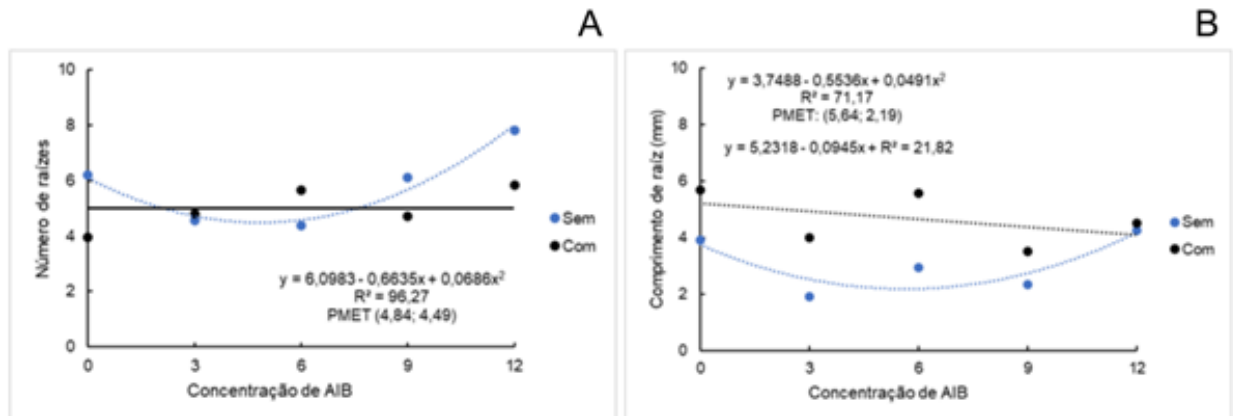 A
10
8
6
4
2
0
Número de raízes
y = 6,0983 - 0,6635x + 0,0686x²
R² = 96,27
PMET (4,84; 4,49)
0 3 6 9 12
Concentração de AIB
Sem
Com
B
10
8
6
4
2
0
Comprimento de raíz (mm)
y = 3,7488 - 0,5536x + 0,0491x²
R² = 71,17
PMET: (5,64; 2,19)
y = 5,2318 - 0,0945x + R² = 21,82
0 3 6 9 12
Concentração de AIB
Sem
Com